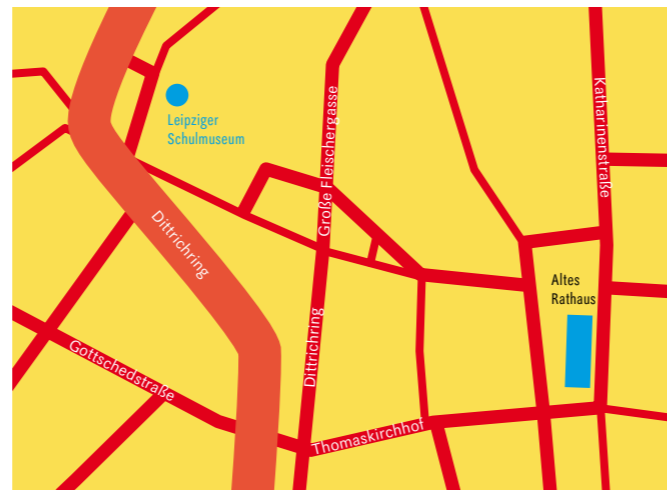 Leipziger
Schulmuseum
Große Fleischergasse
Katharinenstraße
Dittrichring
Altes
Rathaus
Dittrichring
Gottschedstraße
Thomaskirchhof